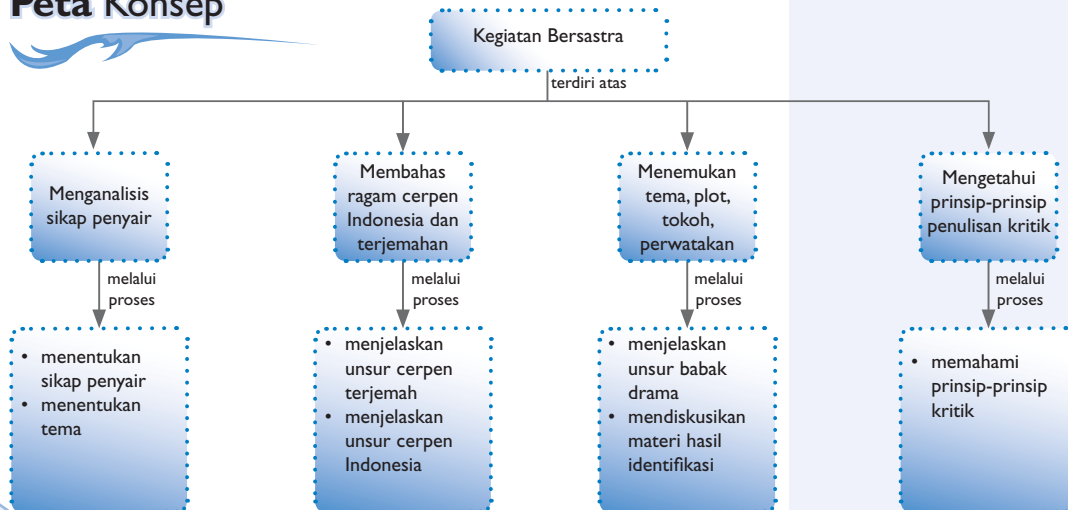 Peta Konsep
Kegiatan Bersastra
terdiri atas
Menganalisis
sikap penyair
Membahas
ragam cerpen
Indonesia dan
terjemahan
Menemukan
tema, plot,
tokoh,
perwatakan
Mengetahui
prinsip-prinsip
penulisan kritik
melalui
proses
melalui
proses
melalui
proses
melalui
proses
• menentukan
sikap penyair
• menentukan
tema
• menjelaskan
unsur cerpen
terjemah
• menjelaskan
unsur cerpen
Indonesia
• menjelaskan
unsur babak
drama
• mendiskusikan
materi hasil
identifikasi
• memahami
prinsip-prinsip
kritik